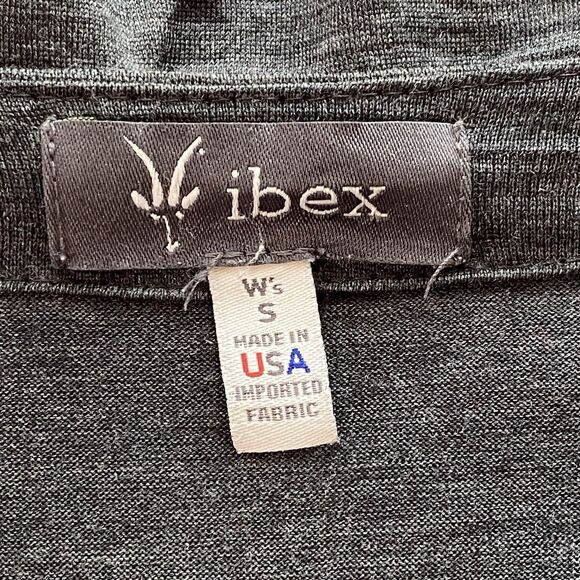 ibex
W's
S
MADE IN
USA
IMPORTED
FABRIC